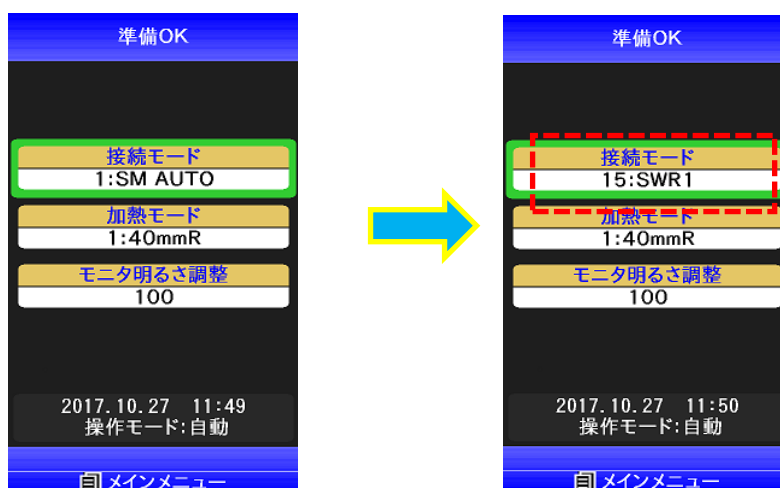 準備OK
接続モード
1:SM AUTO
加熱モード
1:40mmR
モニタ明るさ調整
100
2017.10.27 11:49
操作モード:自動
メインメニュー
準備OK
接続モード
15:SWR1
加熱モード
1:40mmR
モニタ明るさ調整
100
2017.10.27 11:50
操作モード:自動
メインメニュー